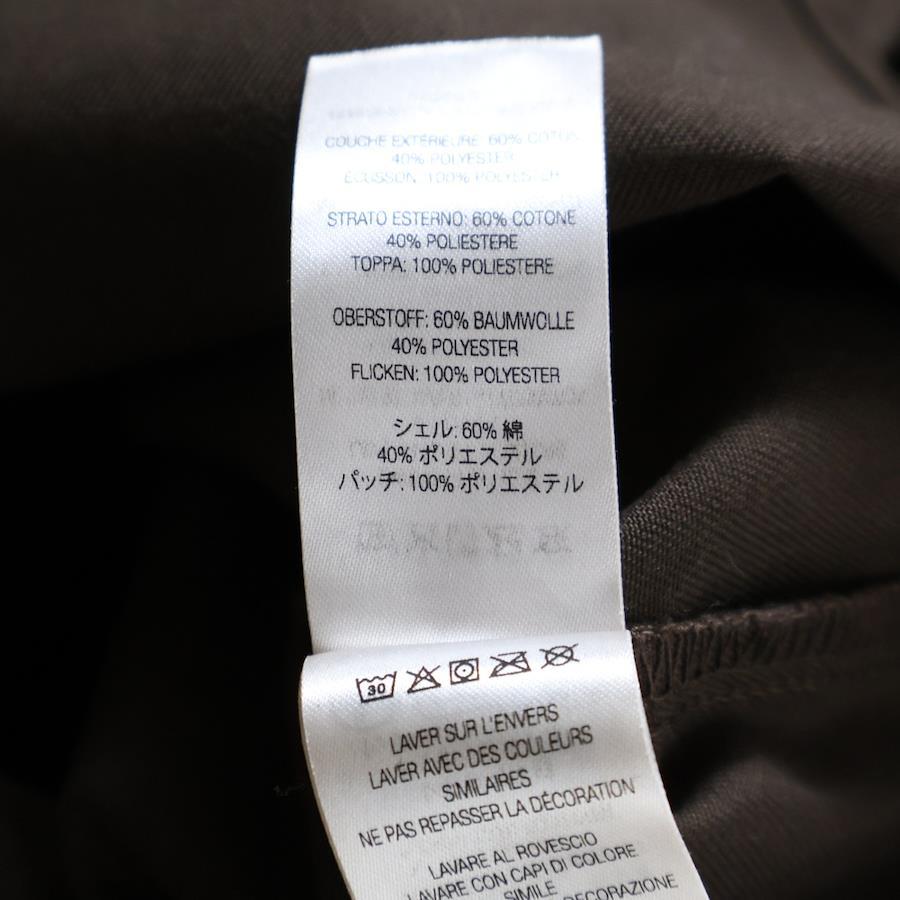 COUCHE EXTÉRIEURE: 60% COTON
40% POLYESTER
ÉCUSSON: 100% POLYESTER
STRATO ESTERNO: 60% COTONE
40% POLIESTERE
TOPPA: 100% POLIESTERE
OBERSTOFF: 60% BAUMWOLLE
40% POLYESTER
FLICKEN: 100% POLYESTER
シェル: 60% 綿
40% ポリエステル
パッチ: 100% ポリエステル
30
LAVER SUR L'ENVERS
LAVER AVEC DES COULEURS
SIMILAIRES
NE PAS REPASSER LA DÉCORATION
LAVARE AL ROVESCIO
LAVARE CON CAPI DI COLORE
SIMILE
DECORAZIONE